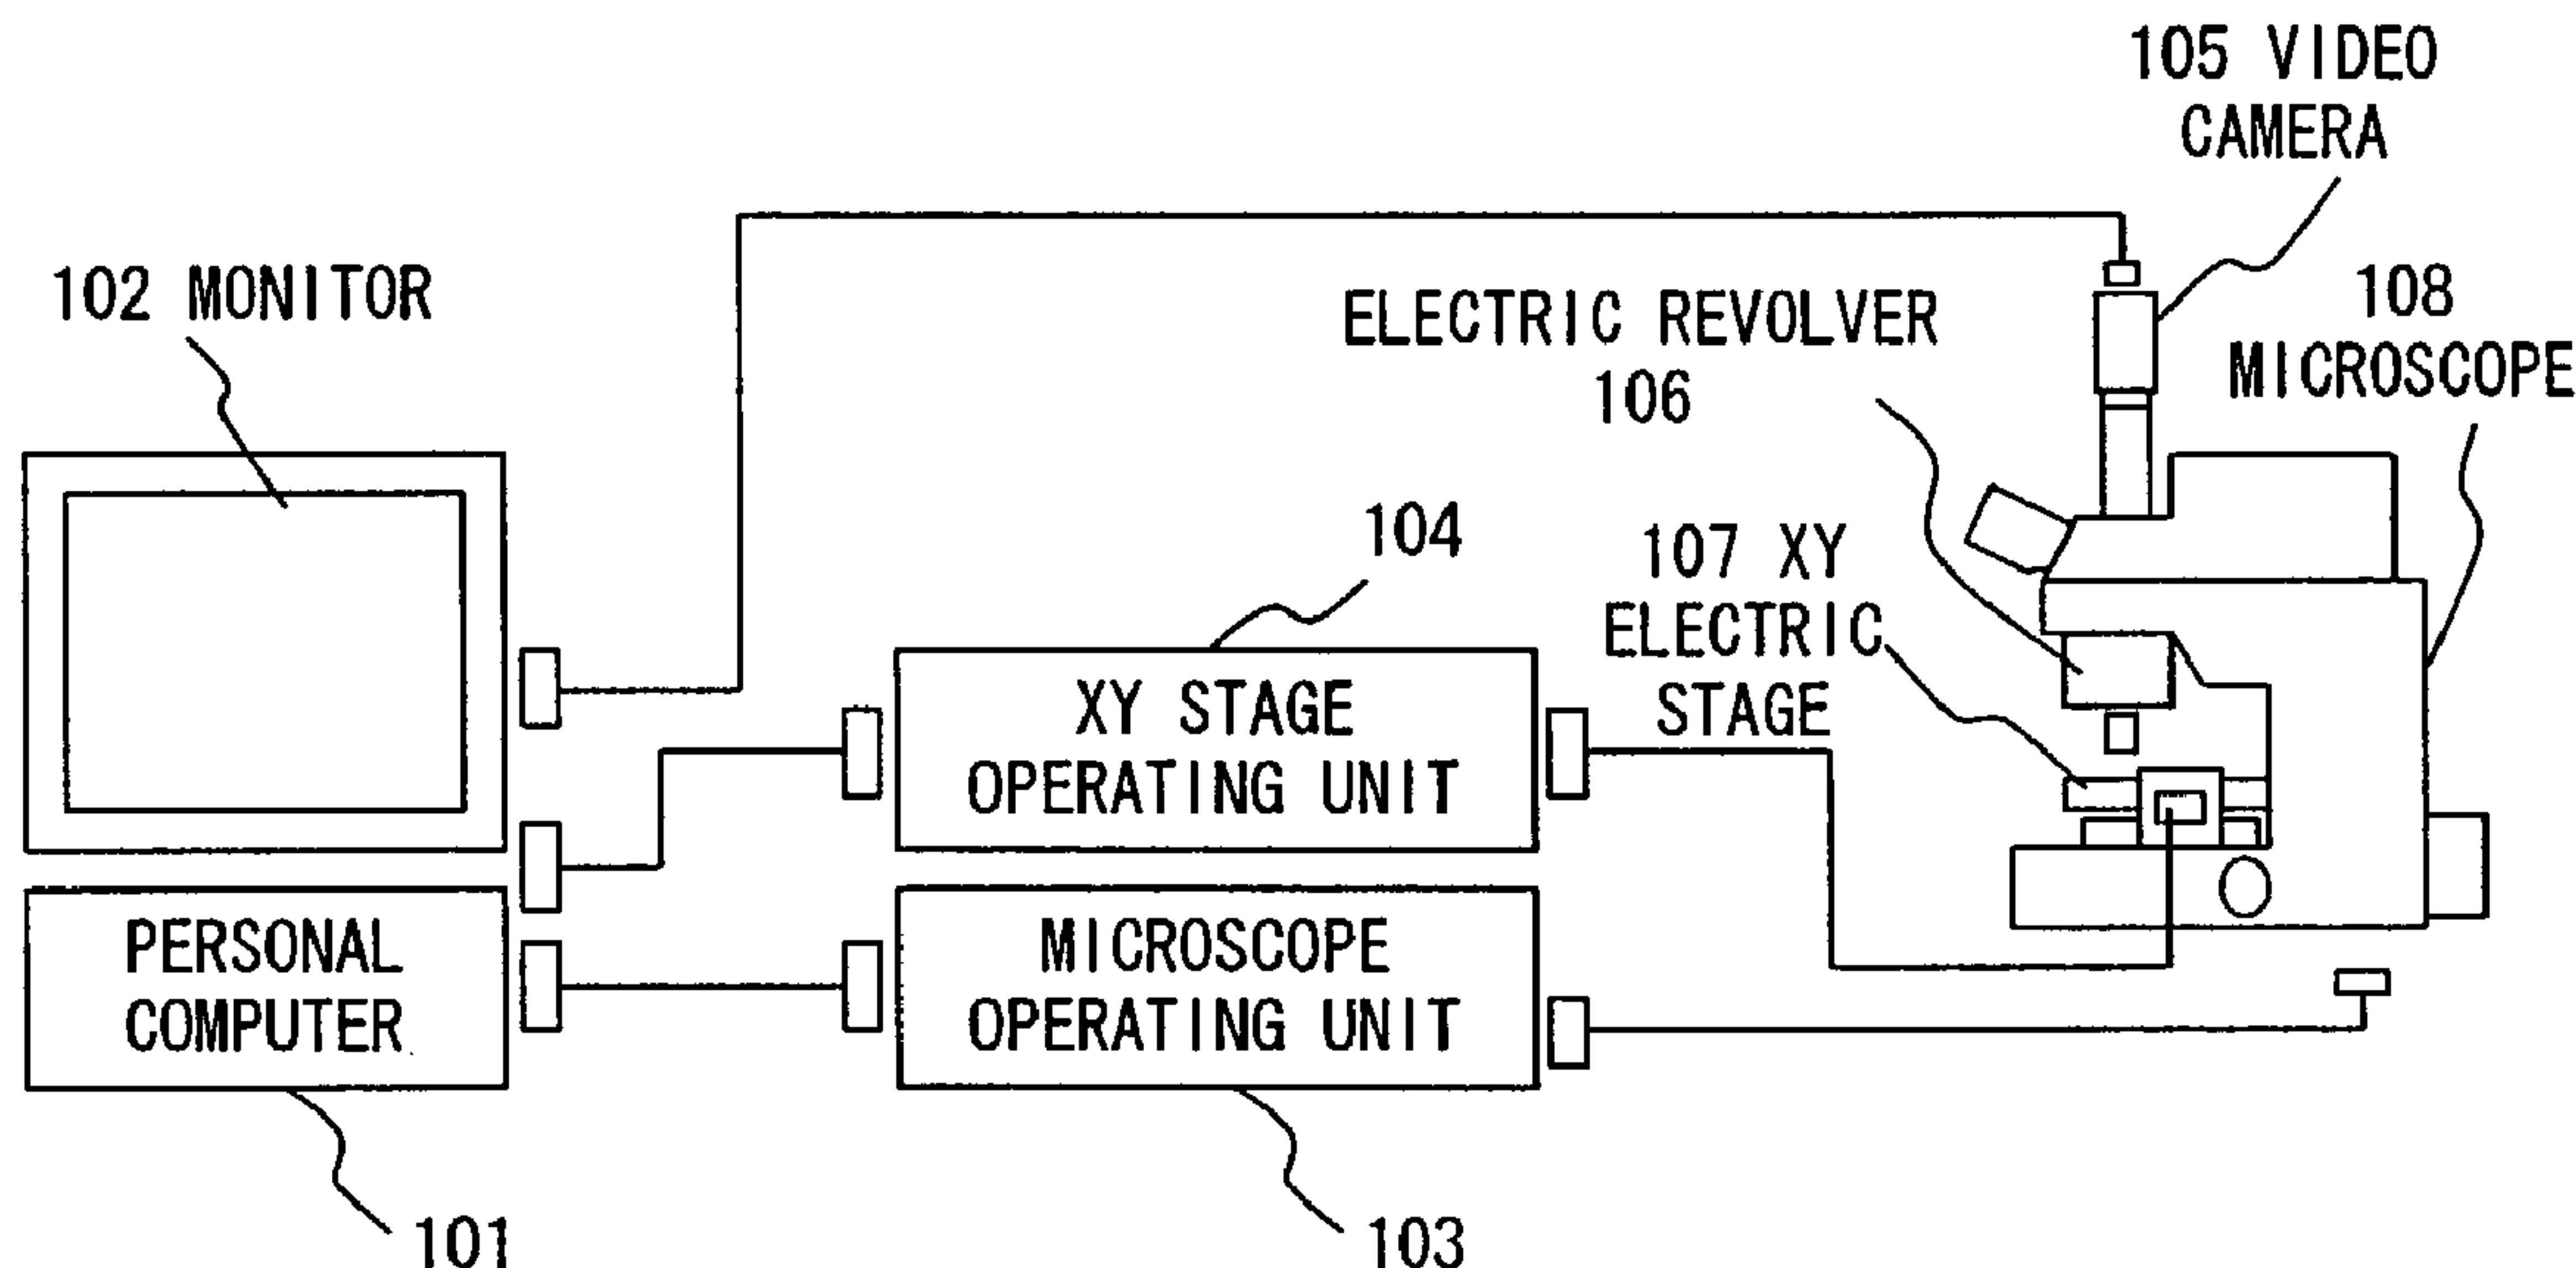 105 VIDEO
CAMERA
102 MONITOR
ELECTRIC REVOLVER
106
108
MICROSCOPE
104
107 XY
ELECTRIC
STAGE
XY STAGE
OPERATING UNIT
PERSONAL
COMPUTER
MICROSCOPE
OPERATING UNIT
101
103